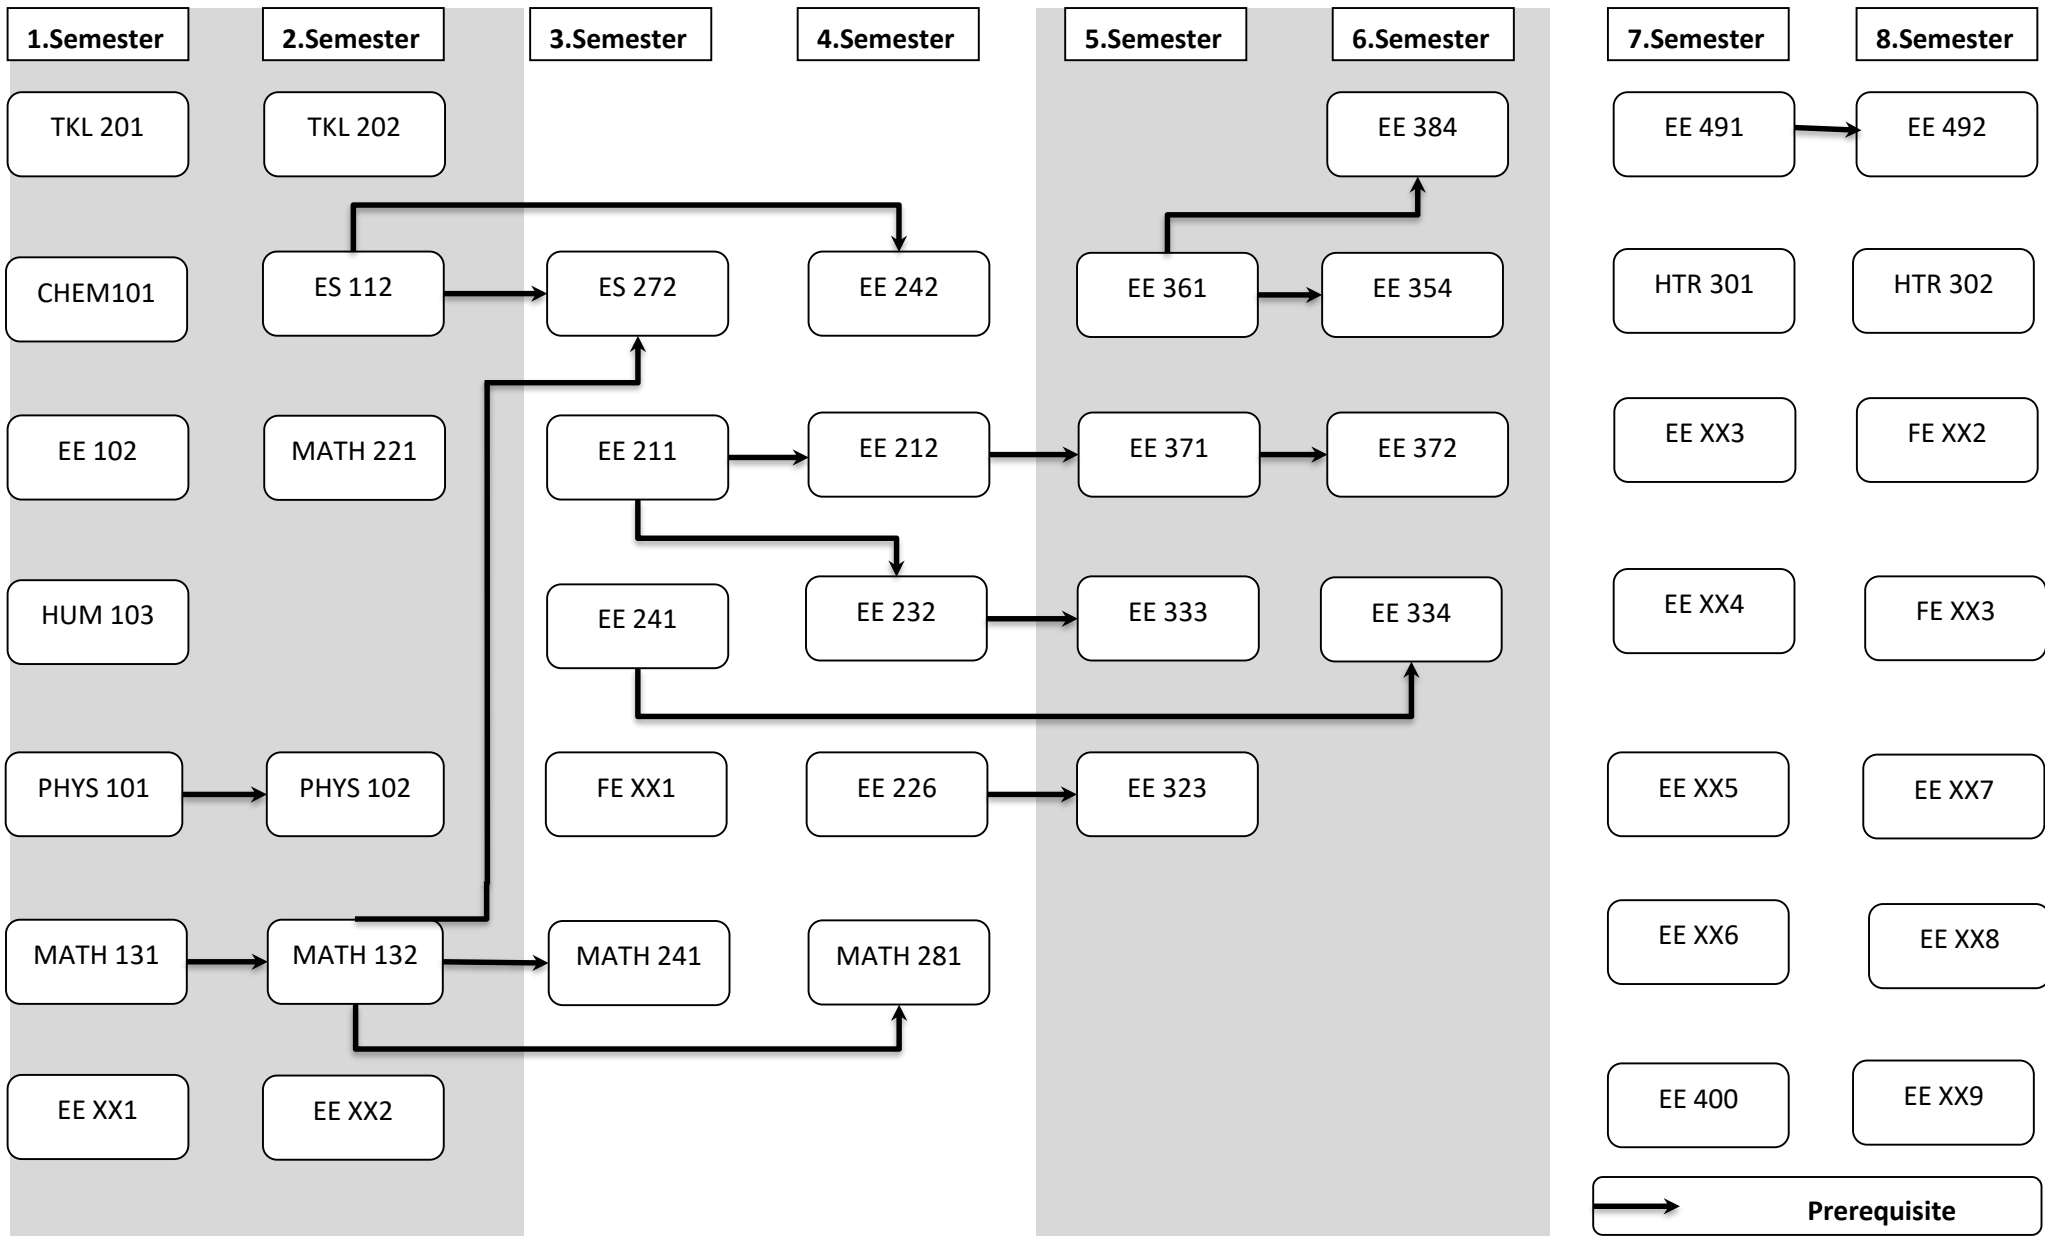 1.Semester
2.Semester
3.Semester
4.Semester
5.Semester
6.Semester
7.Semester
8.Semester
TKL 201
TKL 202
EE 384
EE 491
EE 492
CHEM101
ES 112
ES 272
EE 242
EE 361
EE 354
HTR 301
HTR 302
EE 102
MATH 221
EE 211
EE 212
EE 371
EE 372
EE XX3
FE XX2
HUM 103
EE 241
EE 232
EE 333
EE 334
EE XX4
FE XX3
PHYS 101
PHYS 102
FE XX1
EE 226
EE 323
EE XX5
EE XX7
MATH 131
MATH 132
MATH 241
MATH 281
EE XX6
EE XX8
EE XX1
EE XX2
EE 400
EE XX9
Prerequisite